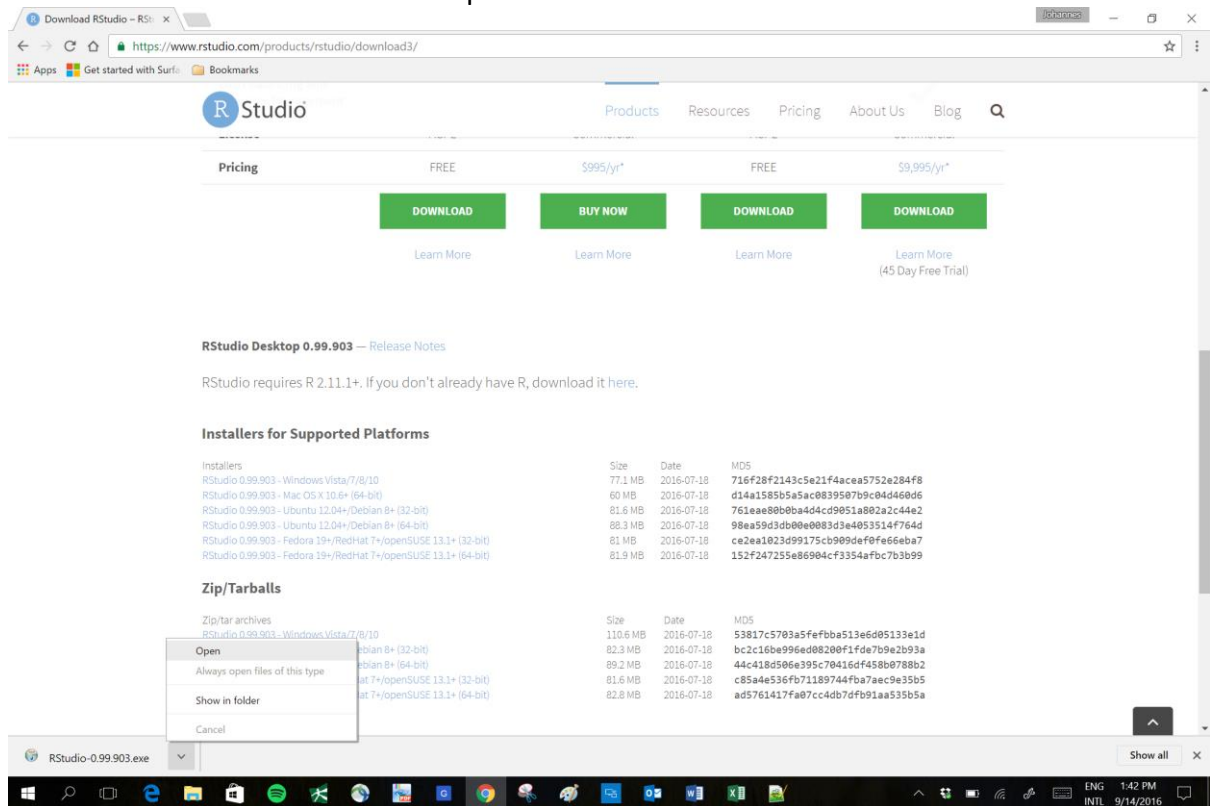 Download RStudio – RSt
Johannes
https://www.rstudio.com/products/rstudio/download3/
Apps Get started with Surfa Bookmarks
R Studio Products Resources Pricing About Us Blog
Pricing FREE $995/yr* FREE $9,995/yr*
DOWNLOAD BUY NOW DOWNLOAD DOWNLOAD
Learn More Learn More Learn More Learn More
(45 Day Free Trial)
RStudio Desktop 0.99.903 — Release Notes
RStudio requires R 2.11.1+. If you don't already have R, download it here.
Installers for Supported Platforms
Installers Size Date MD5
RStudio 0.99.903 - Windows Vista/7/8/10 77.1 MB 2016-07-18 716f28f2143c5e21f4acea5752e284f8
RStudio 0.99.903 - Mac OS X 10.6+ (64-bit) 60 MB 2016-07-18 d14a1585b5a5ac0839507b9c04d460d6
RStudio 0.99.903 - Ubuntu 12.04+/Debian 8+ (32-bit) 81.6 MB 2016-07-18 761eae80b0ba4d4cd9051a802a2c44e2
RStudio 0.99.903 - Ubuntu 12.04+/Debian 8+ (64-bit) 88.3 MB 2016-07-18 98ea59d3db00e0083d3e4053514f764d
RStudio 0.99.903 - Fedora 19+/RedHat 7+/openSUSE 13.1+ (32-bit) 81 MB 2016-07-18 ce2ea1023d99175cb909def0fe66eba7
RStudio 0.99.903 - Fedora 19+/RedHat 7+/openSUSE 13.1+ (64-bit) 81.9 MB 2016-07-18 152f247255e86904cf3354afbc7b3b99
Zip/Tarballs
Zip/tar archives Size Date MD5
RStudio 0.99.903 - Windows Vista/7/8/10 110.6 MB 2016-07-18 53817c5703a5fefbba513e6d05133e1d
ebian 8+ (32-bit) 82.3 MB 2016-07-18 bc2c16be996ed08200f1fde7b9e2b93a
ebian 8+ (64-bit) 89.2 MB 2016-07-18 44c418d506e395c70416df458b0788b2
at 7+/openSUSE 13.1+ (32-bit) 81.6 MB 2016-07-18 c85a4e536fb71189744fba7aec9e35b5
at 7+/openSUSE 13.1+ (64-bit) 82.8 MB 2016-07-18 ad5761417fa07cc4db7dfb91aa535b5a
Open
Always open files of this type
Show in folder
Cancel
RStudio-0.99.903.exe Show all
ENG 1:42 PM
INTL 9/14/2016